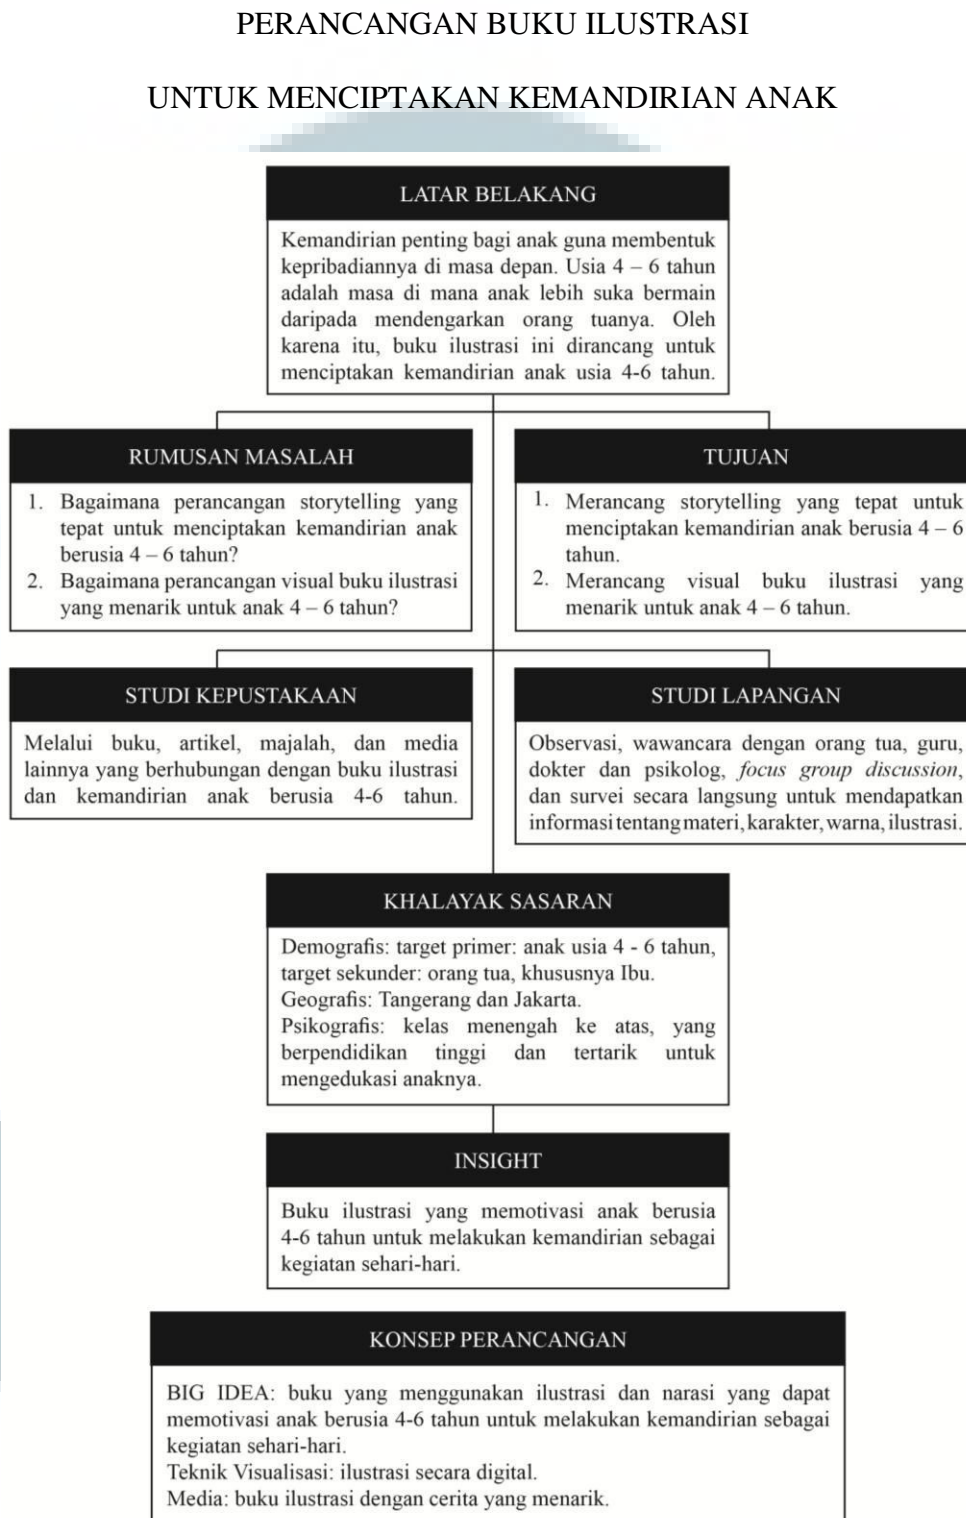 PERANCANGAN BUKU ILUSTRASI
UNTUK MENCIPTAKAN KEMANDIRIAN ANAK
LATAR BELAKANG
Kemandirian penting bagi anak guna membentuk
kepribadiannya di masa depan. Usia 4 – 6 tahun
adalah masa di mana anak lebih suka bermain
daripada mendengarkan orang tuanya. Oleh
karena itu, buku ilustrasi ini dirancang untuk
menciptakan kemandirian anak usia 4-6 tahun.
RUMUSAN MASALAH
1. Bagaimana perancangan storytelling yang
tepat untuk menciptakan kemandirian anak
berusia 4 – 6 tahun?
2. Bagaimana perancangan visual buku ilustrasi
yang menarik untuk anak 4 – 6 tahun?
TUJUAN
1. Merancang storytelling yang tepat untuk
menciptakan kemandirian anak berusia 4 – 6
tahun.
2. Merancang visual buku ilustrasi yang
menarik untuk anak 4 – 6 tahun.
STUDI KEPUSTAKAAN
Melalui buku, artikel, majalah, dan media
lainnya yang berhubungan dengan buku ilustrasi
dan kemandirian anak berusia 4-6 tahun.
STUDI LAPANGAN
Observasi, wawancara dengan orang tua, guru,
dokter dan psikolog, focus group discussion,
dan survei secara langsung untuk mendapatkan
informasi tentang materi, karakter, warna, ilustrasi.
KHALAYAK SASARAN
Demografis: target primer: anak usia 4 - 6 tahun,
target sekunder: orang tua, khususnya Ibu.
Geografis: Tangerang dan Jakarta.
Psikografis: kelas menengah ke atas, yang
berpendidikan tinggi dan tertarik untuk
mengedukasi anaknya.
INSIGHT
Buku ilustrasi yang memotivasi anak berusia
4-6 tahun untuk melakukan kemandirian sebagai
kegiatan sehari-hari.
KONSEP PERANCANGAN
BIG IDEA: buku yang menggunakan ilustrasi dan narasi yang dapat
memotivasi anak berusia 4-6 tahun untuk melakukan kemandirian sebagai
kegiatan sehari-hari.
Teknik Visualisasi: ilustrasi secara digital.
Media: buku ilustrasi dengan cerita yang menarik.